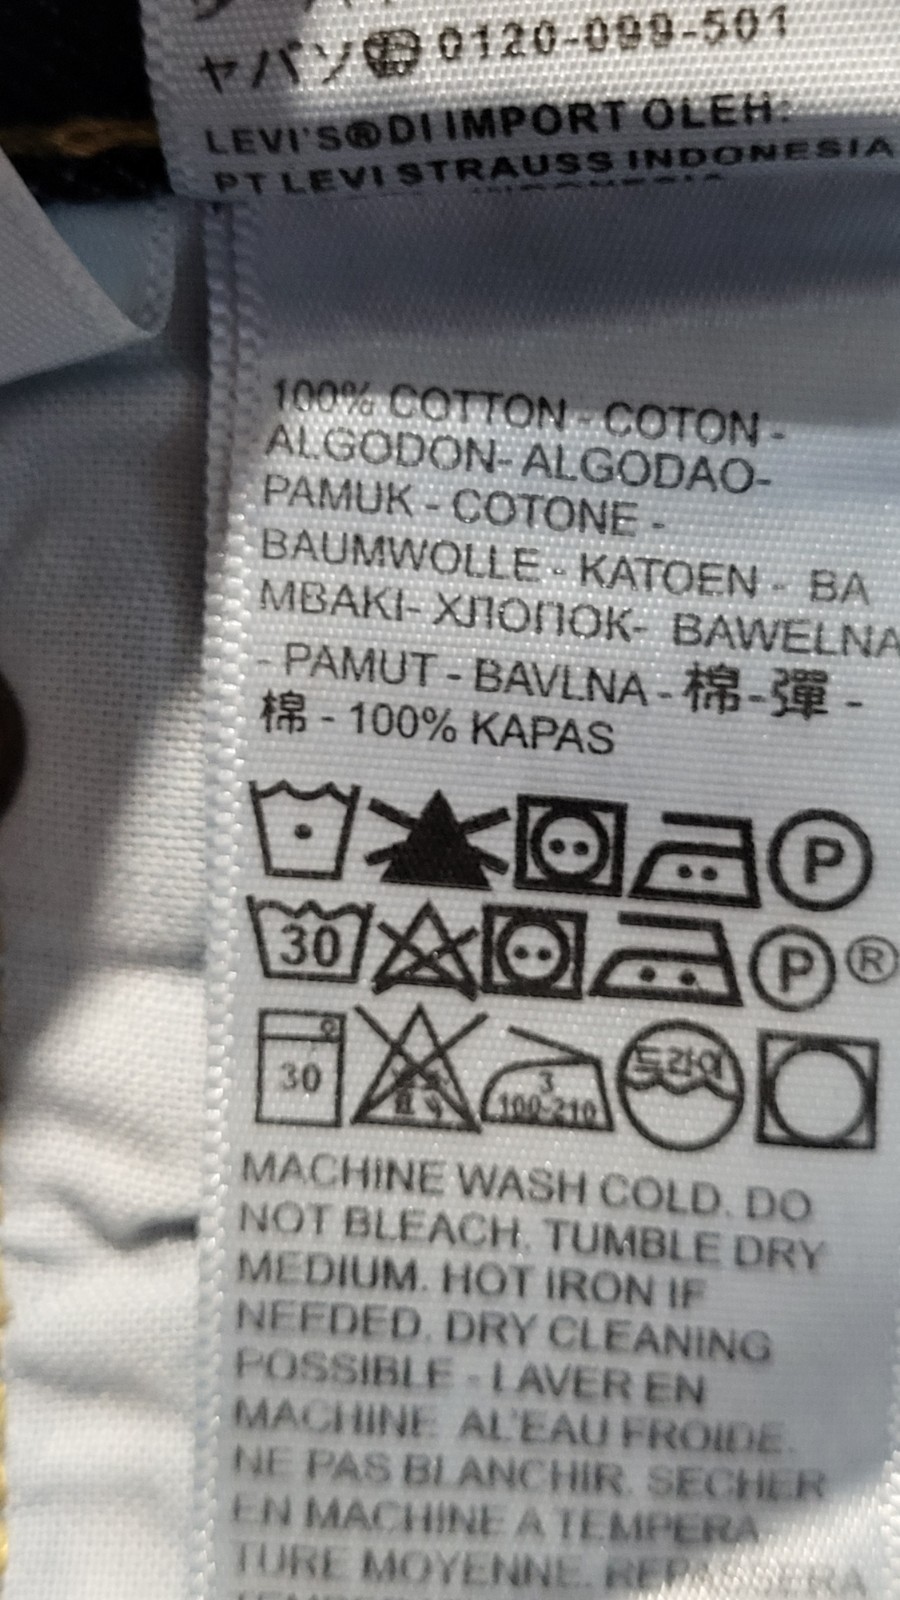 ャパン 0120-099-501
LEVI'S®DI IMPORT OLEH:
PT LEVI STRAUSS INDONESIA
100% COTTON - COTON -
ALGODON- ALGODAO-
PAMUK - COTONE -
BAUMWOLLE - KATOEN - BA
MBAKI- ХЛОПОК- BAWELNA
- PAMUT - BAVLNA - 棉 - 彈 -
棉 - 100% KAPAS
P
30 P ®
30 3 드라이
100-210
MACHINE WASH COLD. DO
NOT BLEACH. TUMBLE DRY
MEDIUM. HOT IRON IF
NEEDED. DRY CLEANING
POSSIBLE - LAVER EN
MACHINE AL'EAU FROIDE.
NE PAS BLANCHIR. SECHER
EN MACHINE A TEMPERA
TURE MOYENNE.